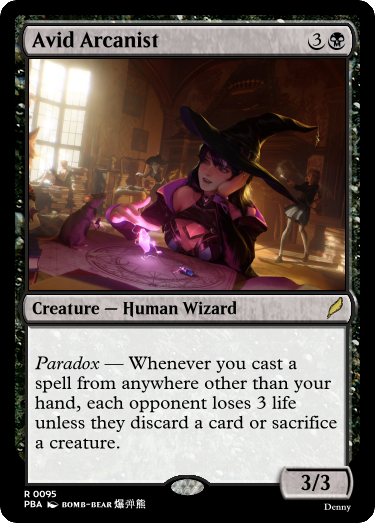 Avid Arcanist 3
Creature — Human Wizard
Paradox — Whenever you cast a
spell from anywhere other than your
hand, each opponent loses 3 life
unless they discard a card or sacrifice
a creature.
3/3
R 0095
PBA BOMB-BEAR 爆弹熊
Denny